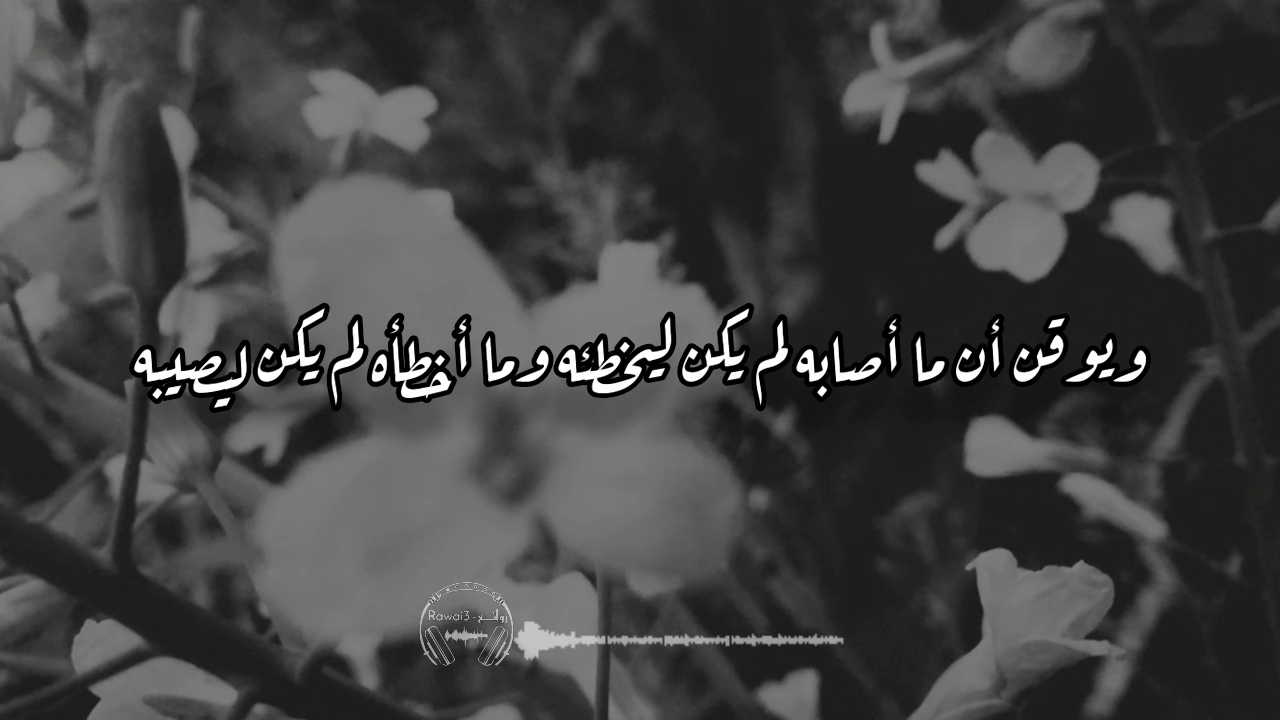 ويوقن أن ما أصابه لم يكن ليخطئه وما أخطأه لم يكن ليصيبه
Rawai3 - روائع